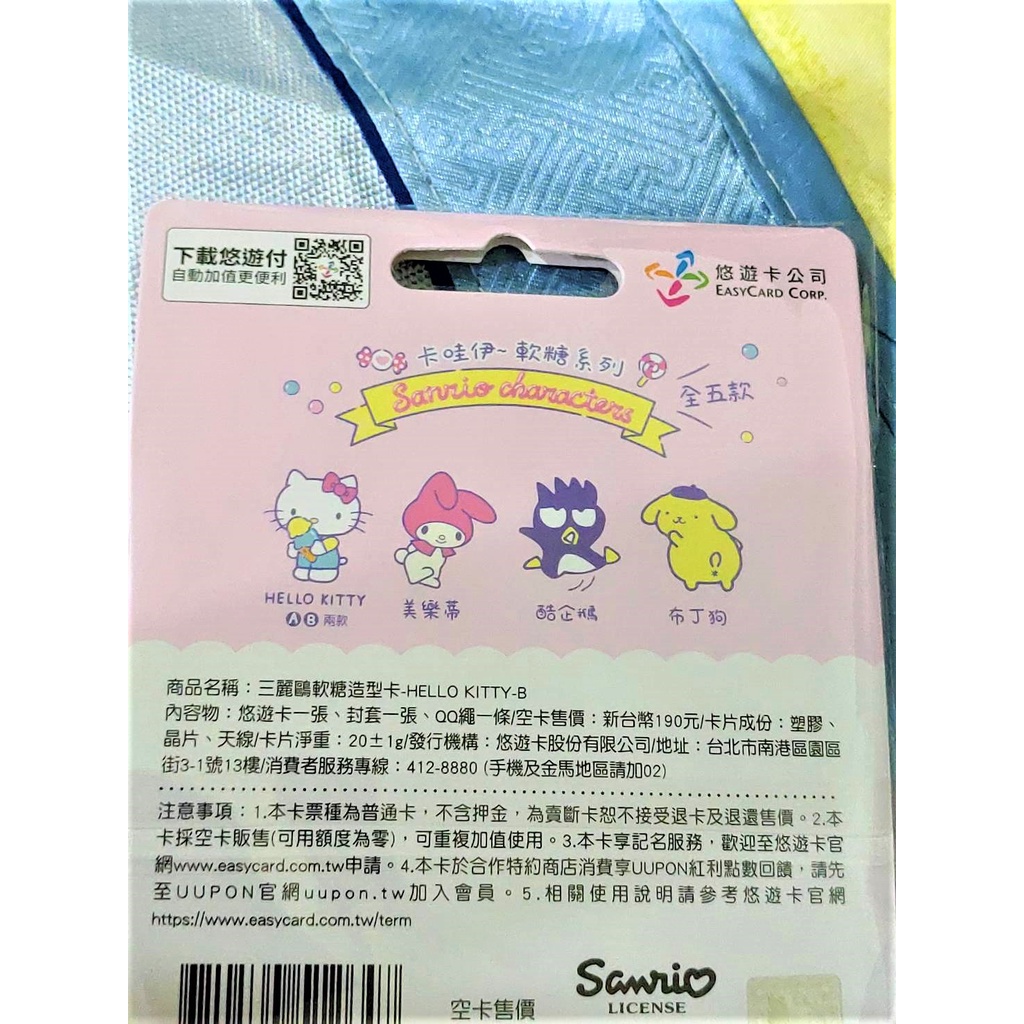 下載悠遊付
自動加值更便利
悠遊卡公司
EASYCARD CORP.
卡哇伊~軟糖系列
Sanrio characters
全五款
HELLO KITTY
AB兩款
美樂蒂
酷企鵝
布丁狗
商品名稱：三麗鷗軟糖造型卡-HELLO KITTY-B
內容物：悠遊卡一張、封套一張、QQ繩一條/空卡售價：新台幣190元/卡片成份：塑膠、
晶片、天線/卡片淨重：20±1g/發行機構：悠遊卡股份有限公司/地址：台北市南港區園區
街3-1號13樓/消費者服務專線：412-8880 (手機及金馬地區請加02)
注意事項：1.本卡票種為普通卡，不含押金，為賣斷卡恕不接受退卡及退還售價。2.本
卡採空卡販售(可用額度為零)，可重複加值使用。3.本卡享記名服務，歡迎至悠遊卡官
網www.easycard.com.tw申請。4.本卡於合作特約商店消費享UUPON紅利點數回饋，請先
至UUPON官網uupon.tw加入會員。5.相關使用說明請參考悠遊卡官網
https://www.easycard.com.tw/term
空卡售價
Sanrio
LICENSE